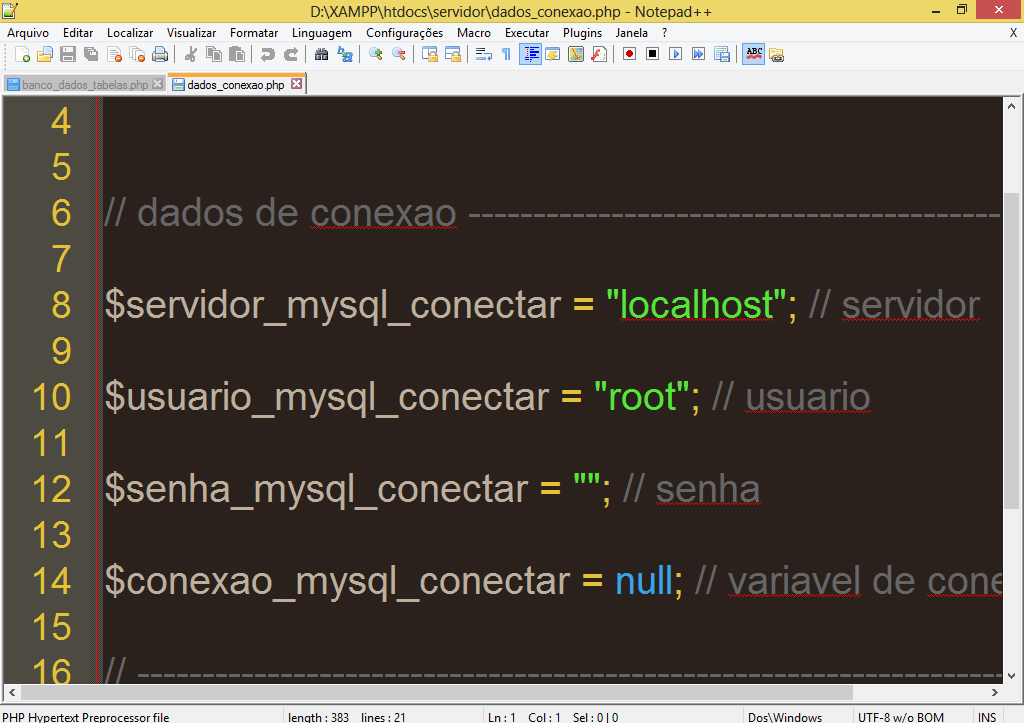 D:\XAMPP\htdocs\servidor\dados_conexao.php - Notepad++
Arquivo Editar Localizar Visualizar Formatar Linguagem Configurações Macro Executar Plugins Janela ? X
ABC
banco_dados_tabelas.php dados_conexao.php
4
5
6 // dados de conexao -----------------------------------------
7
8 $servidor_mysql_conectar = "localhost"; // servidor
9
10 $usuario_mysql_conectar = "root"; // usuario
11
12 $senha_mysql_conectar = ""; // senha
13
14 $conexao_mysql_conectar = null; // variavel de cone
15
16 // ------------------------------------------------------------------
PHP Hypertext Preprocessor file length : 383 lines : 21 Ln : 1 Col : 1 Sel : 0 | 0 Dos\Windows UTF-8 w/o BOM INS